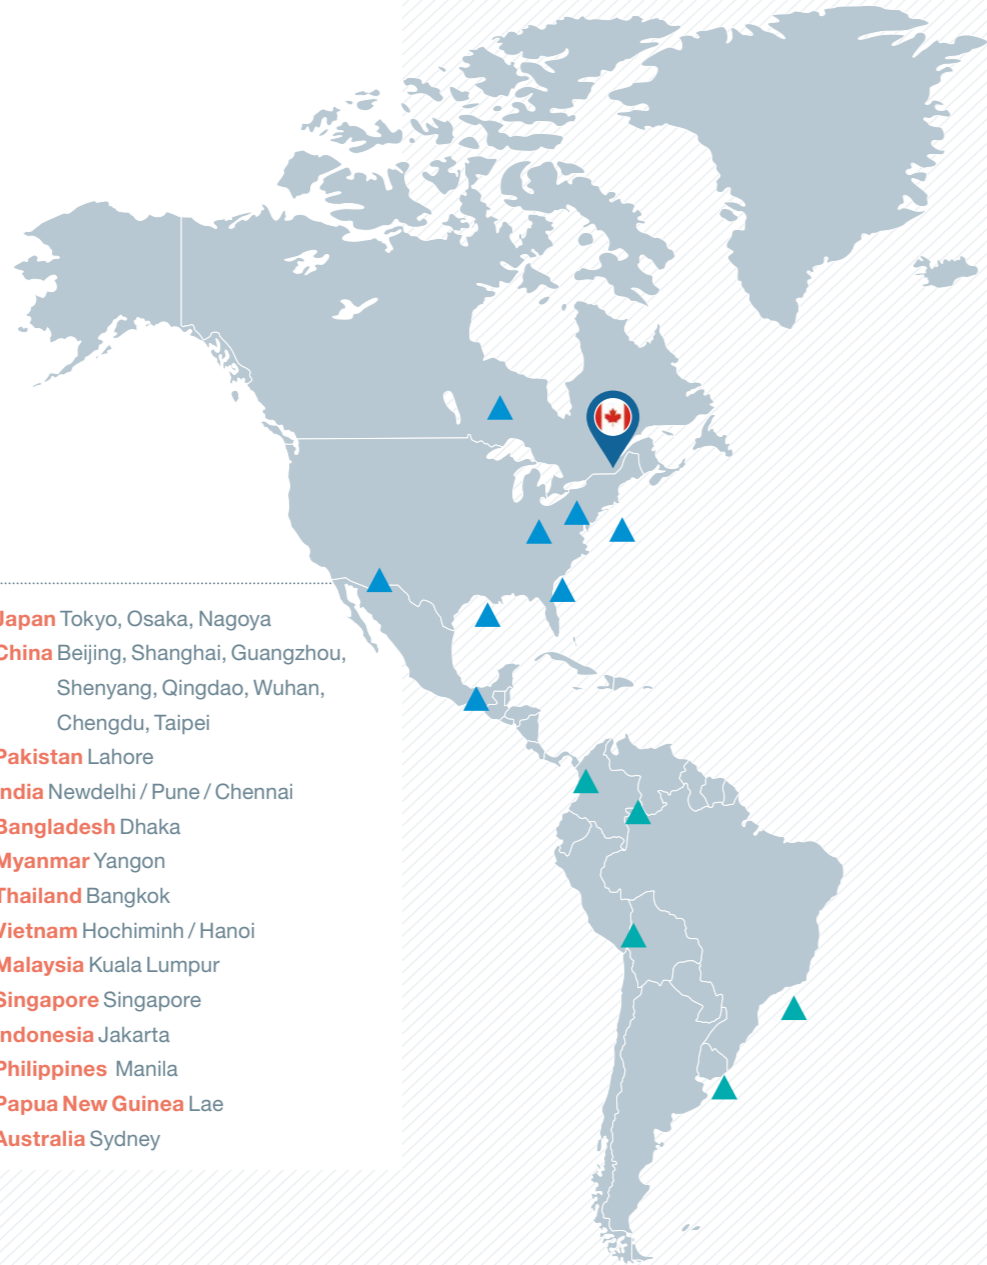 Japan Tokyo, Osaka, Nagoya
China Beijing, Shanghai, Guangzhou,
Shenyang, Qingdao, Wuhan,
Chengdu, Taipei
Pakistan Lahore
India Newdelhi / Pune / Chennai
Bangladesh Dhaka
Myanmar Yangon
Thailand Bangkok
Vietnam Hochiminh / Hanoi
Malaysia Kuala Lumpur
Singapore Singapore
Indonesia Jakarta
Philippines Manila
Papua New Guinea Lae
Australia Sydney